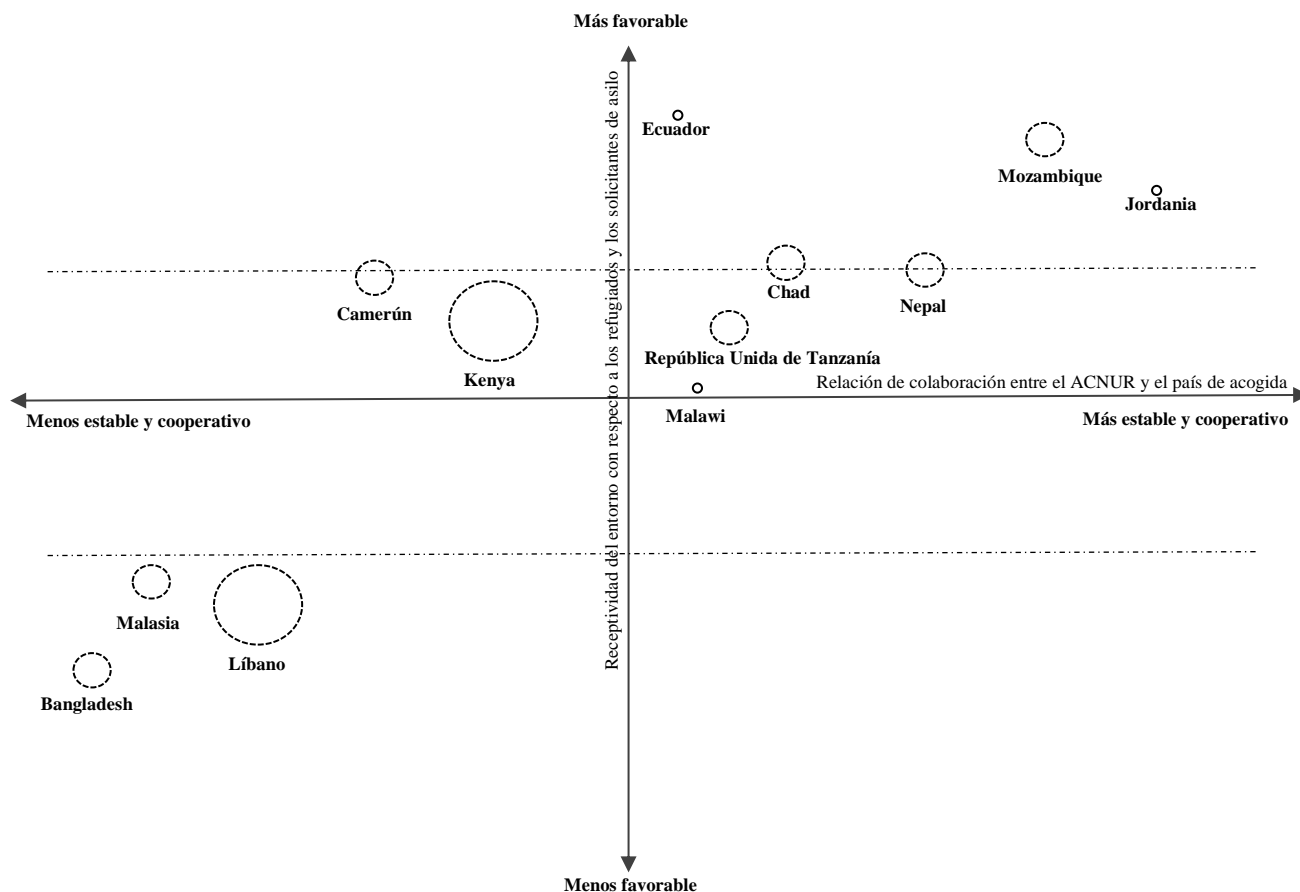 Más favorable
Receptividad del entorno con respecto a los refugiados y los solicitantes de asilo
Ecuador
Mozambique
Jordania
Chad
Nepal
Camerún
República Unida de Tanzanía
Kenya
Relación de colaboración entre el ACNUR y el país de acogida
Malawi
Menos estable y cooperativo
Más estable y cooperativo
Malasia
Líbano
Bangladesh
Menos favorable